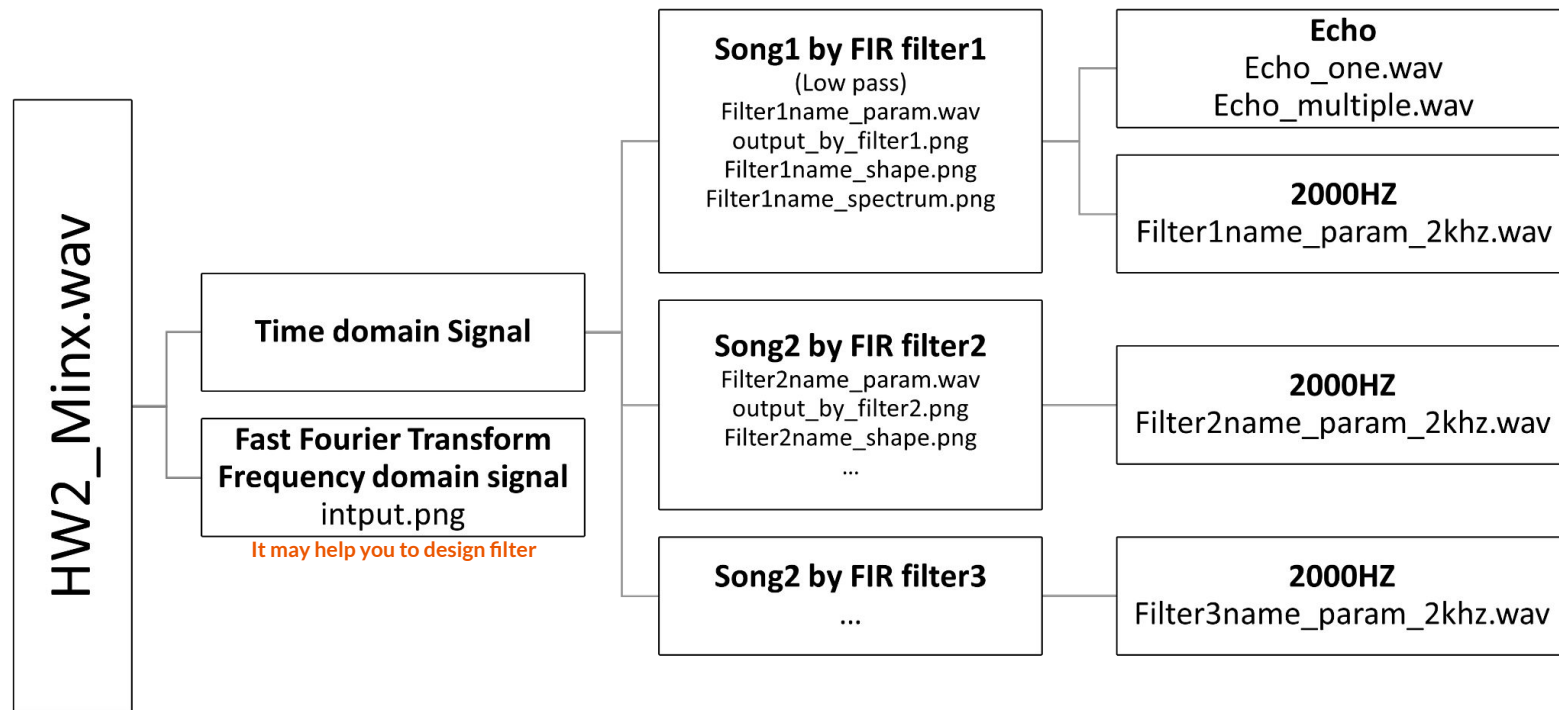 HW2_Minx.wav
Time domain Signal
Fast Fourier Transform
Frequency domain signal
intput.png
It may help you to design filter
Song1 by FIR filter1
(Low pass)
Filter1name_param.wav
output_by_filter1.png
Filter1name_shape.png
Filter1name_spectrum.png
Song2 by FIR filter2
Filter2name_param.wav
output_by_filter2.png
Filter2name_shape.png
...
Song2 by FIR filter3
...
Echo
Echo_one.wav
Echo_multiple.wav
2000HZ
Filter1name_param_2khz.wav
2000HZ
Filter2name_param_2khz.wav
2000HZ
Filter3name_param_2khz.wav